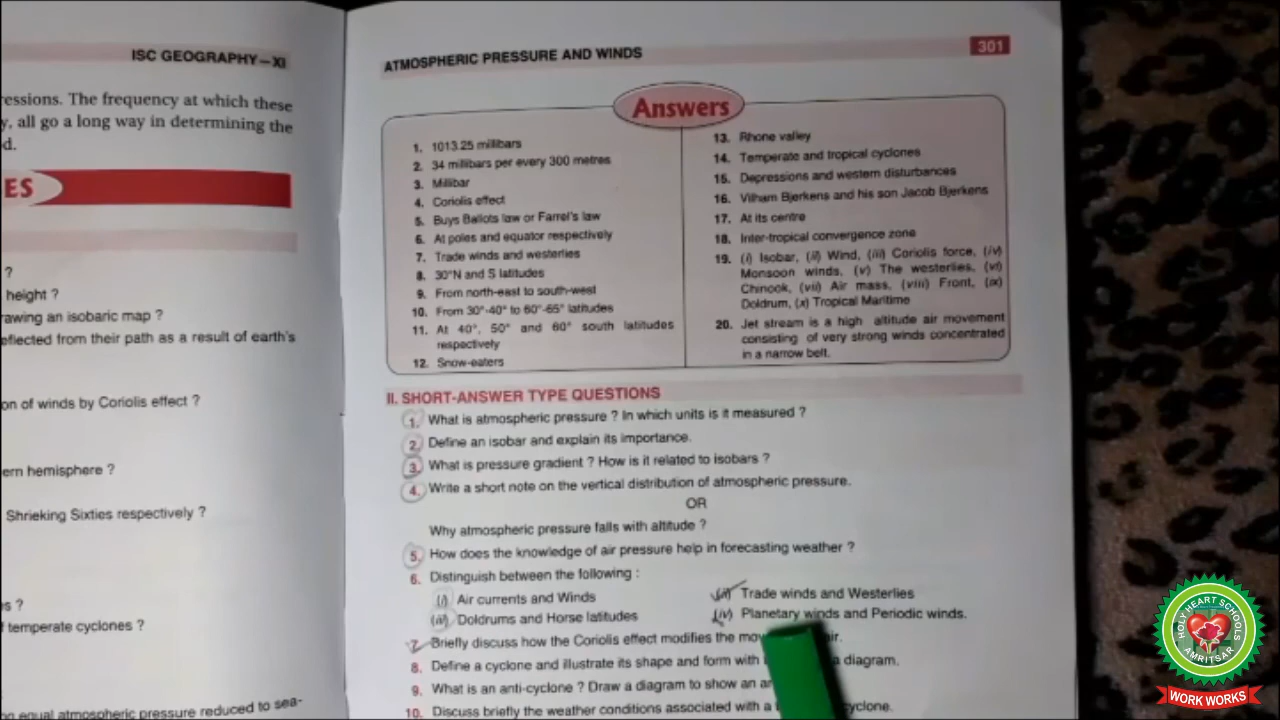 ISC GEOGRAPHY–XI
ressions. The frequency at which these
y, all go a long way in determining the
d.
ES
?
height ?
rawing an isobaric map ?
eflected from their path as a result of earth's
on of winds by Coriolis effect ?
ern hemisphere ?
Shrieking Sixties respectively ?
s ?
f temperate cyclones ?
equal atmospheric pressure reduced to sea-
ATMOSPHERIC PRESSURE AND WINDS
301
Answers
1. 1013.25 millibars
2. 34 millibars per every 300 metres
3. Millibar
4. Coriolis effect
5. Buys Ballots law or Farrel's law
6. At poles and equator respectively
7. Trade winds and westerlies
8. 30°N and S latitudes
9. From north-east to south-west
10. From 30°-40° to 60°-65° latitudes
11. At 40°, 50° and 60° south latitudes
respectively
12. Snow-eaters
13. Rhone valley
14. Temperate and tropical cyclones
15. Depressions and western disturbances
16. Vilham Bjerkens and his son Jacob Bjerkens
17. At its centre
18. Inter-tropical convergence zone
19. (i) Isobar, (ii) Wind, (iii) Coriolis force, (iv)
Monsoon winds, (v) The westerlies, (vi)
Chinook, (vii) Air mass, (viii) Front, (ix)
Doldrum, (x) Tropical Maritime
20. Jet stream is a high altitude air movement
consisting of very strong winds concentrated
in a narrow belt.
II. SHORT-ANSWER TYPE QUESTIONS
1. What is atmospheric pressure ? In which units is it measured ?
2. Define an isobar and explain its importance.
3. What is pressure gradient ? How is it related to isobars ?
4. Write a short note on the vertical distribution of atmospheric pressure.
OR
Why atmospheric pressure falls with altitude ?
5. How does the knowledge of air pressure help in forecasting weather ?
6. Distinguish between the following :
(i) Air currents and Winds
Trade winds and Westerlies
(iii) Doldrums and Horse latitudes
(iv) Planetary winds and Periodic winds.
7. Briefly discuss how the Coriolis effect modifies the mov air.
8. Define a cyclone and illustrate its shape and form with a diagram.
9. What is an anti-cyclone ? Draw a diagram to show an
10. Discuss briefly the weather conditions associated with a cyclone.
HOLY HEART SCHOOLS
AMRITSAR
WORK WORKS